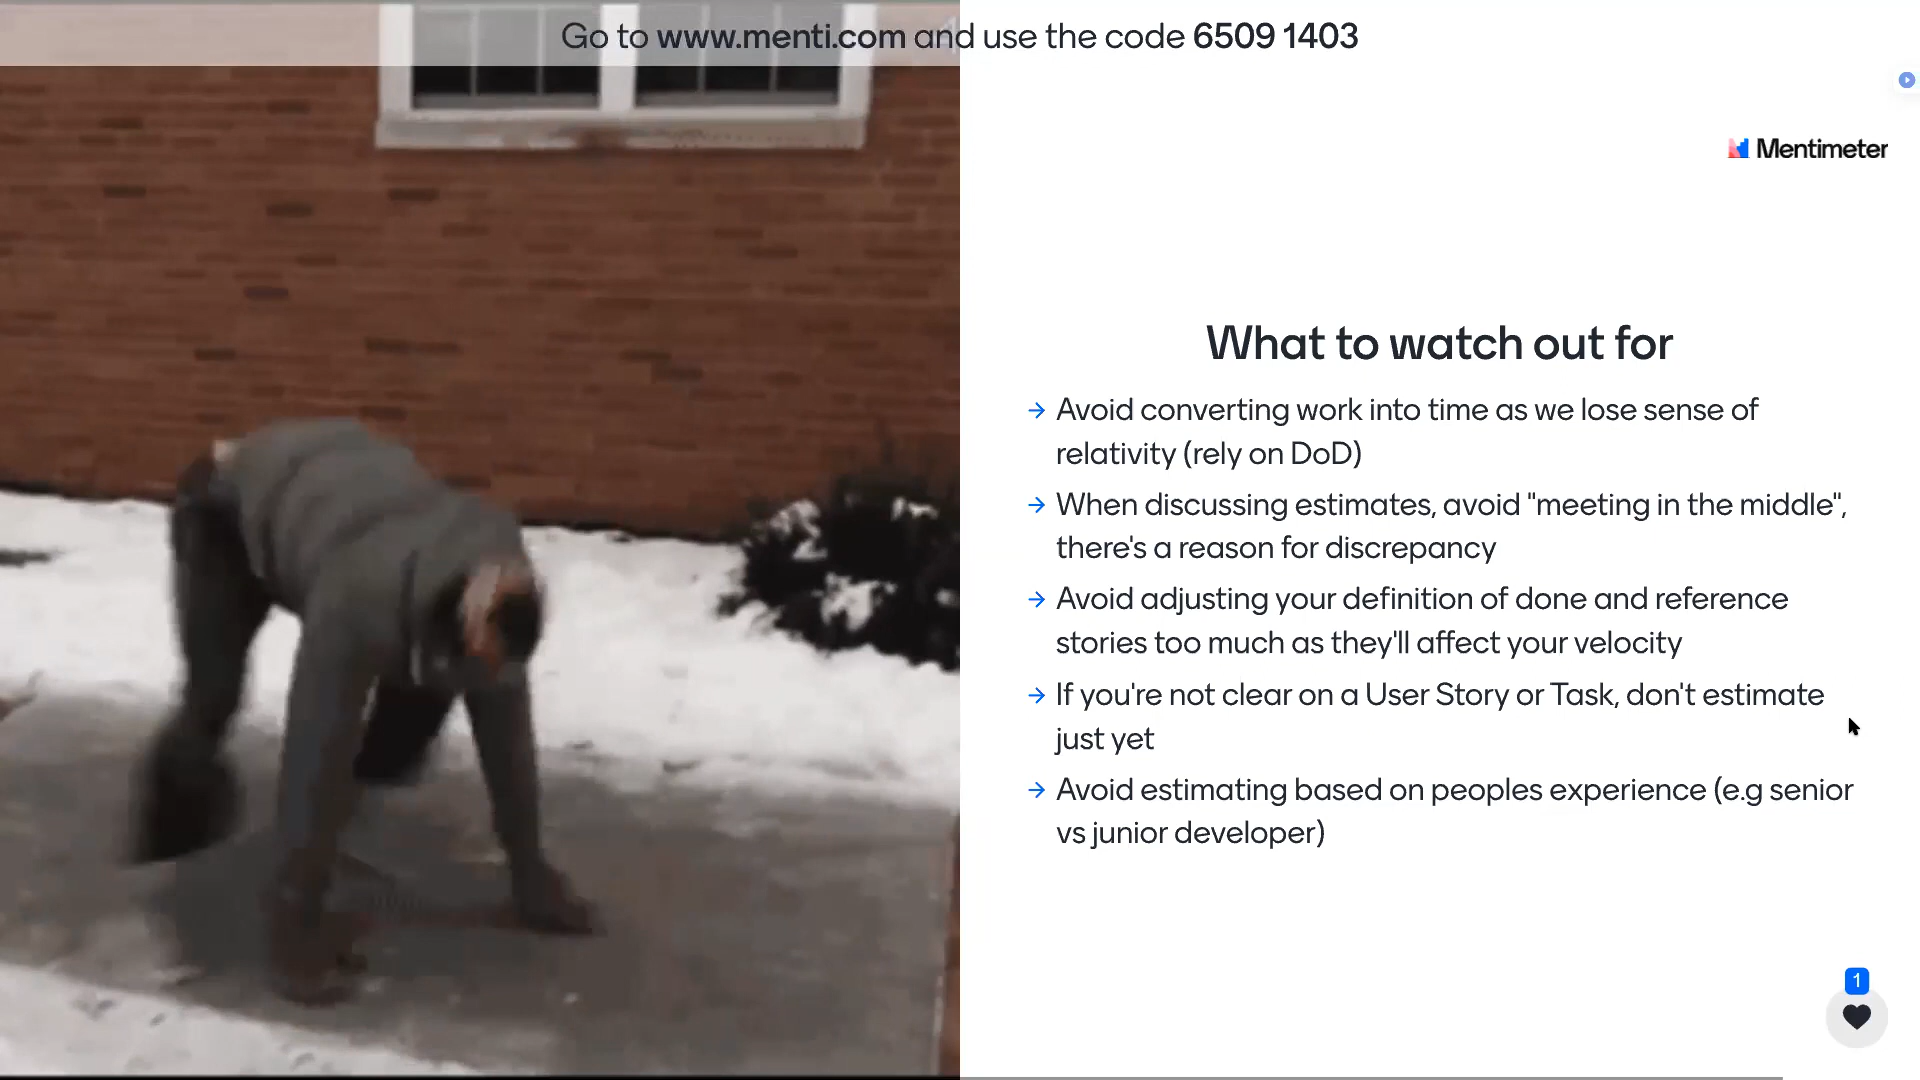 Go to www.menti.com and use the code 6509 1403
Mentimeter
What to watch out for
→ Avoid converting work into time as we lose sense of
relativity (rely on DoD)
→ When discussing estimates, avoid "meeting in the middle",
there's a reason for discrepancy
→ Avoid adjusting your definition of done and reference
stories too much as they'll affect your velocity
→ If you're not clear on a User Story or Task, don't estimate
just yet
→ Avoid estimating based on peoples experience (e.g senior
vs junior developer)
1